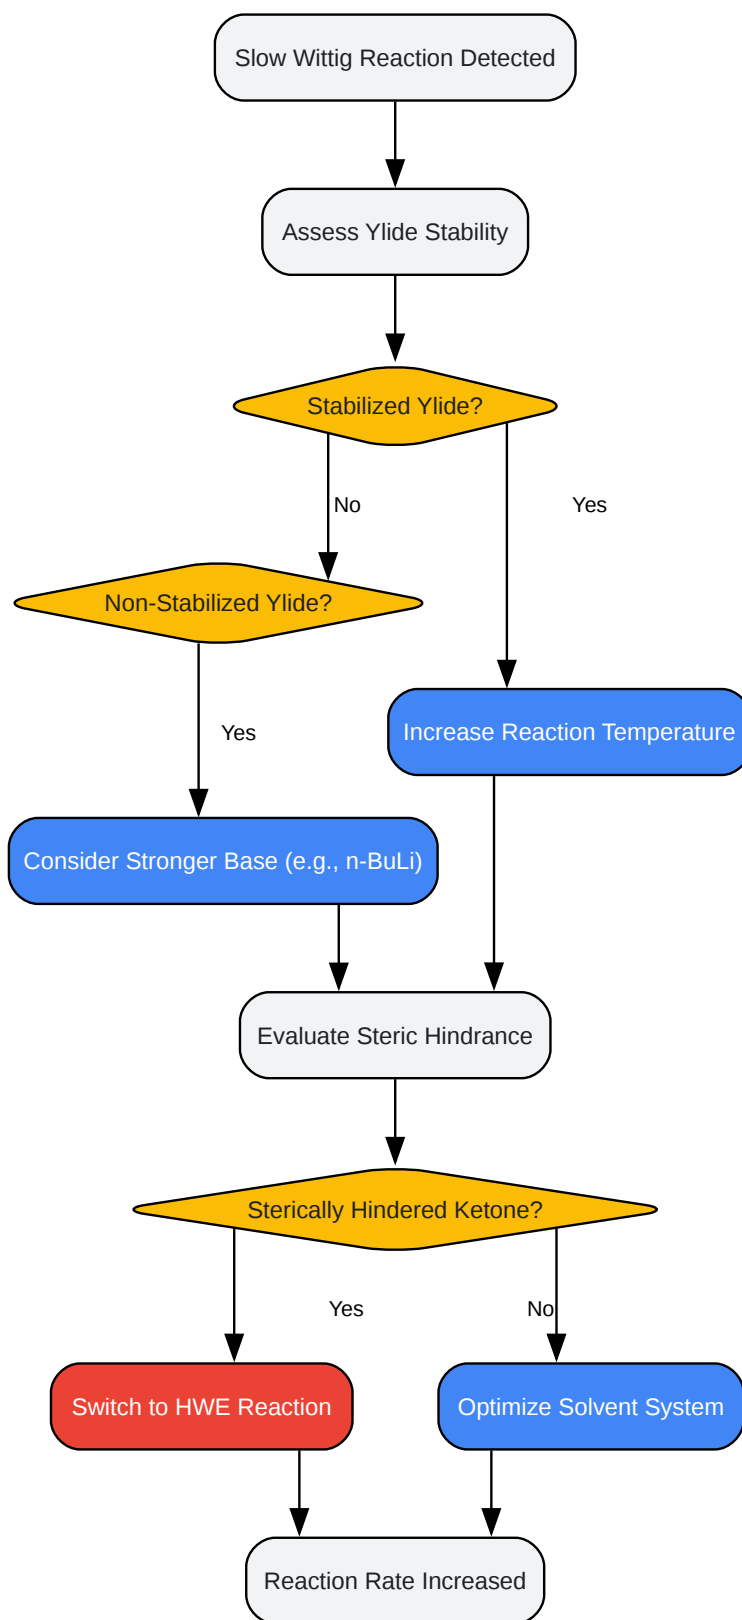 Slow Wittig Reaction Detected
Assess Ylide Stability
Stabilized Ylide?
No
Yes
Non-Stabilized Ylide?
Yes
Increase Reaction Temperature
Consider Stronger Base (e.g., n-BuLi)
Evaluate Steric Hindrance
Sterically Hindered Ketone?
Yes
No
Switch to HWE Reaction
Optimize Solvent System
Reaction Rate Increased